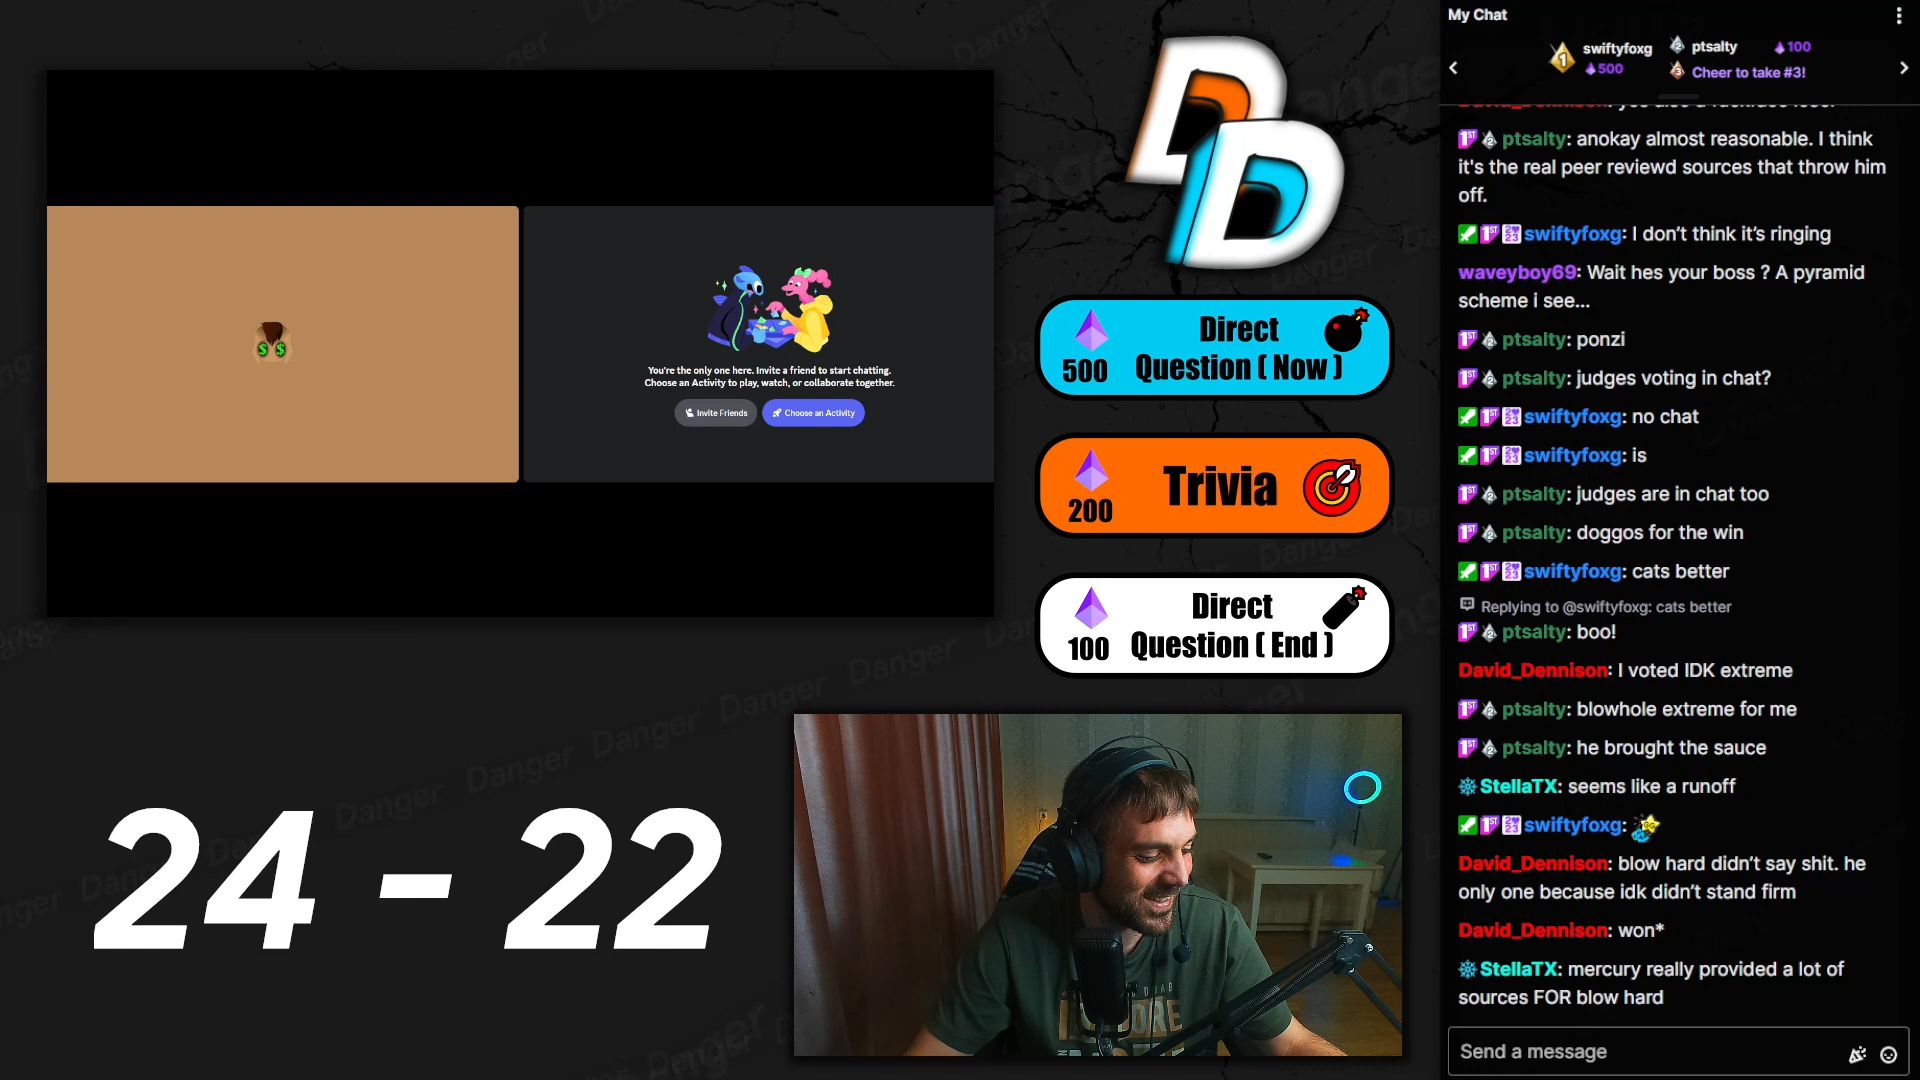 DD
You're the only one here. Invite a friend to start chatting.
Choose an Activity to play, watch, or collaborate together.
Invite Friends
Choose an Activity
500
Direct
Question ( Now )
200
Trivia
100
Direct
Question ( End )
24 - 22
My Chat
1
swiftyfoxg
500
2
ptsalty
100
3
Cheer to take #3!
ptsalty: anokay almost reasonable. I think
it's the real peer reviewd sources that throw him
off.
swiftyfoxg: I don't think it's ringing
waveyboy69: Wait hes your boss ? A pyramid
scheme i see...
ptsalty: ponzi
ptsalty: judges voting in chat?
swiftyfoxg: no chat
swiftyfoxg: is
ptsalty: judges are in chat too
ptsalty: doggos for the win
swiftyfoxg: cats better
Replying to @swiftyfoxg: cats better
ptsalty: boo!
David_Dennison: I voted IDK extreme
ptsalty: blowhole extreme for me
ptsalty: he brought the sauce
StellaTX: seems like a runoff
swiftyfoxg:
David_Dennison: blow hard didn't say shit. he
only one because idk didn't stand firm
David_Dennison: won*
StellaTX: mercury really provided a lot of
sources FOR blow hard
Send a message